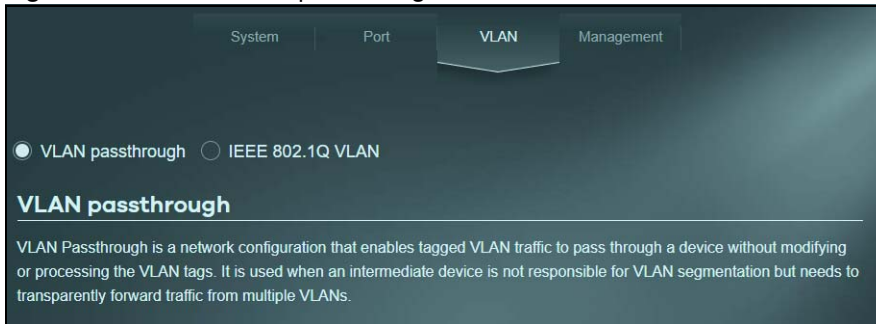 System Port VLAN Management
VLAN passthrough IEEE 802.1Q VLAN
VLAN passthrough
VLAN Passthrough is a network configuration that enables tagged VLAN traffic to pass through a device without modifying
or processing the VLAN tags. It is used when an intermediate device is not responsible for VLAN segmentation but needs to
transparently forward traffic from multiple VLANs.